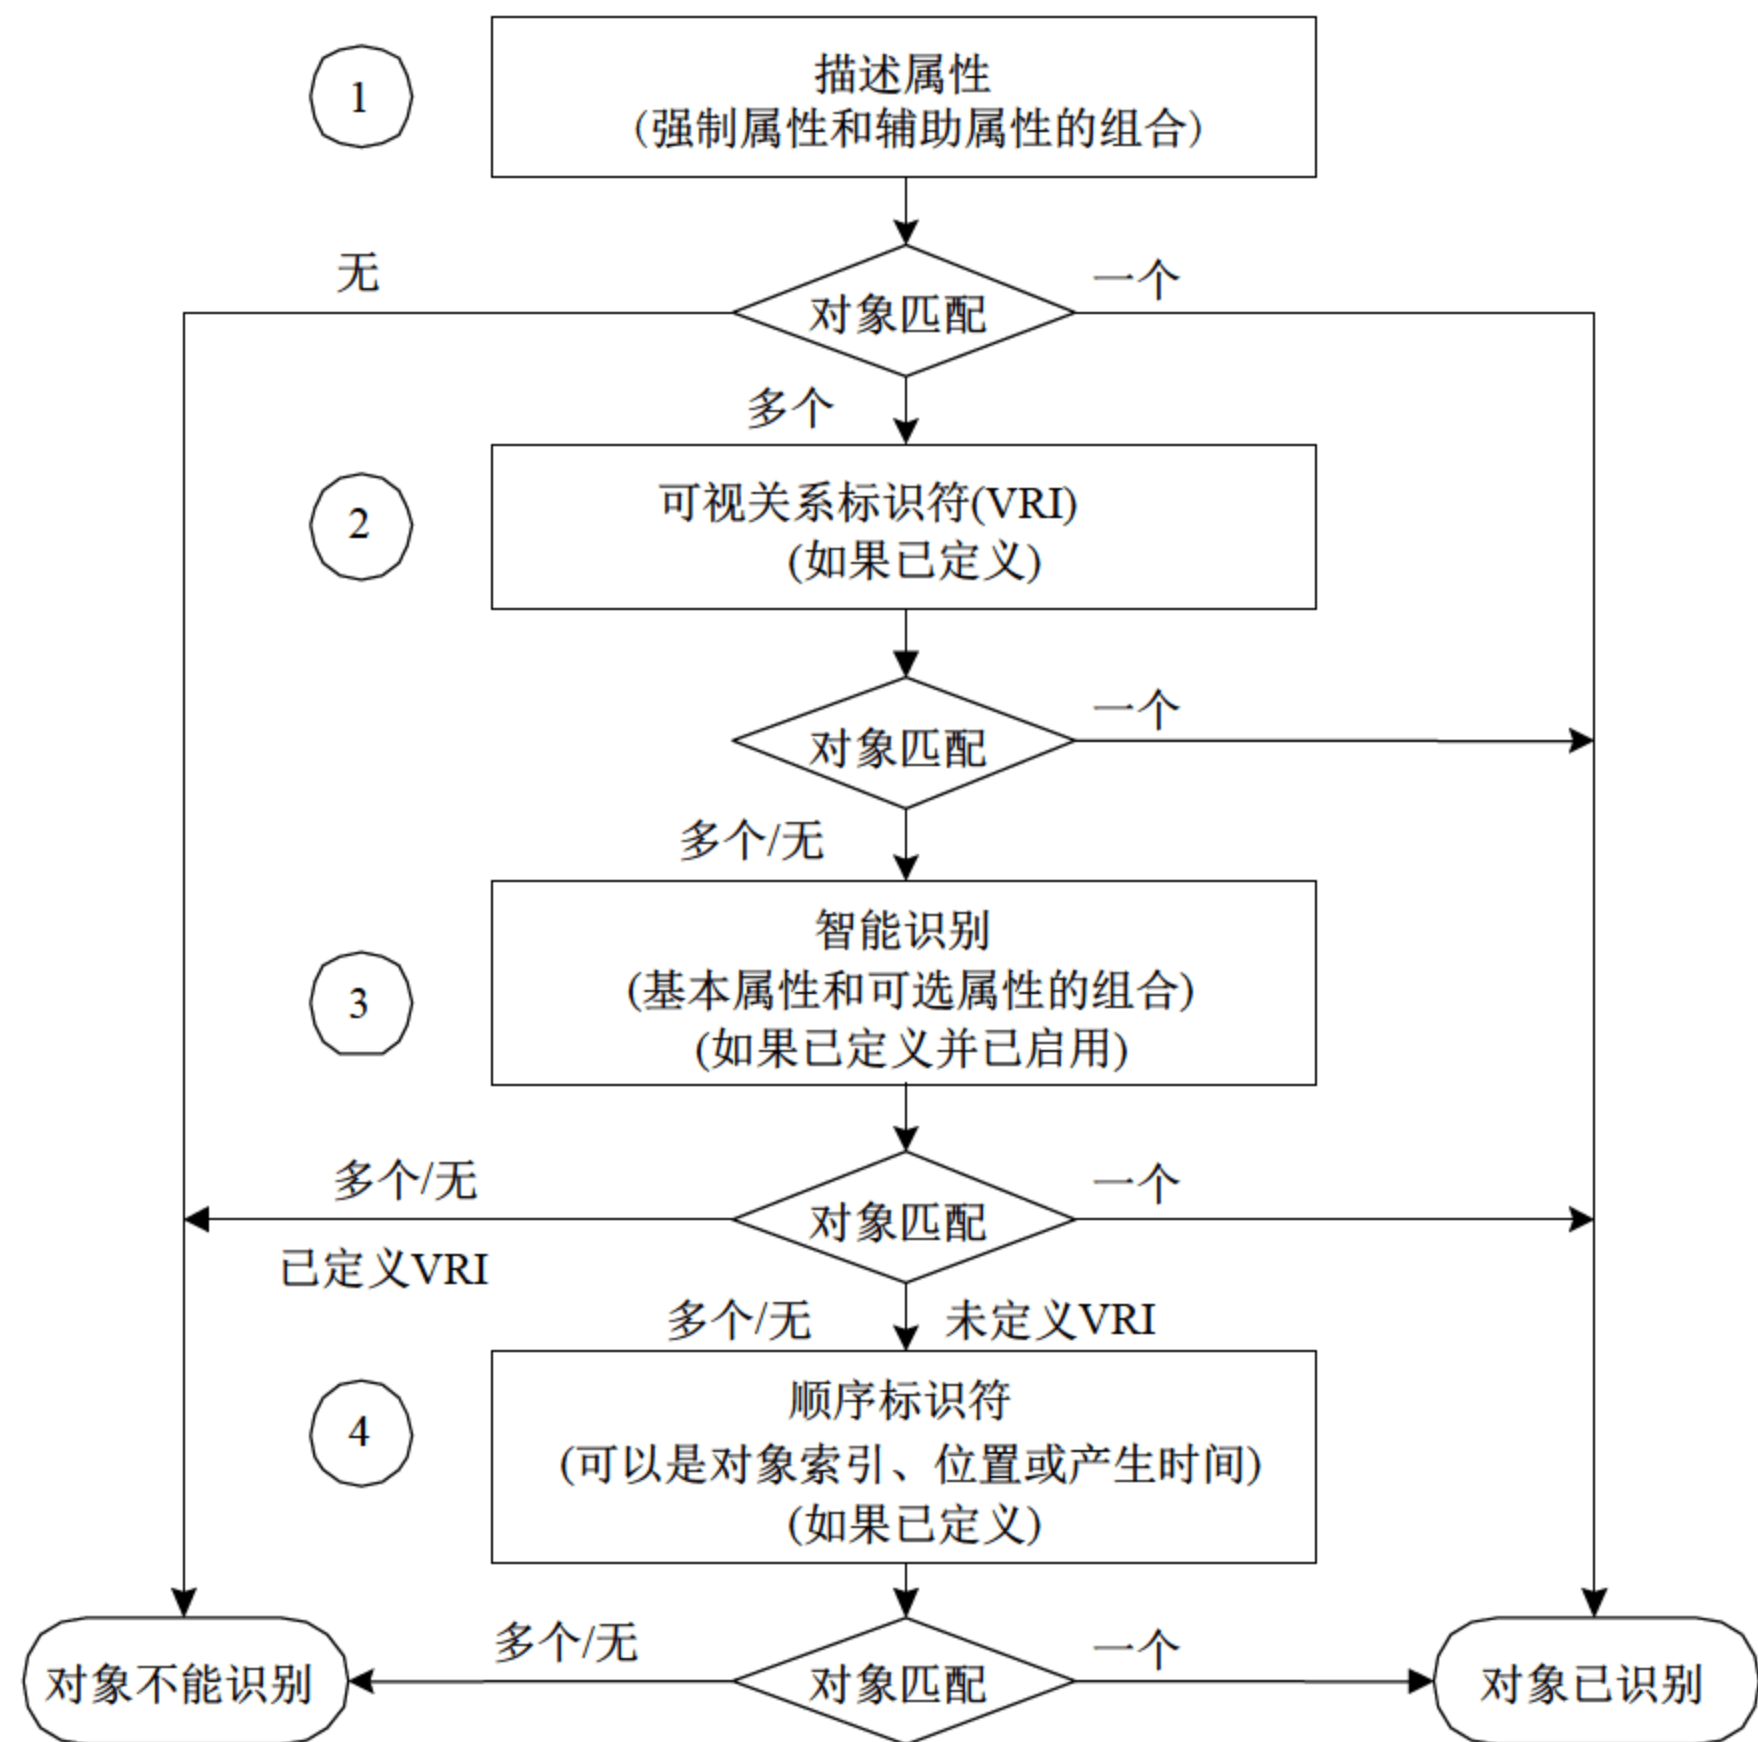 1
描述属性
(强制属性和辅助属性的组合)
无
一个
对象匹配
多个
2
可视关系标识符(VRI)
(如果已定义)
一个
对象匹配
多个/无
3
智能识别
(基本属性和可选属性的组合)
(如果已定义并已启用)
多个/无
一个
对象匹配
已定义VRI
多个/无
未定义VRI
4
顺序标识符
(可以是对象索引、位置或产生时间)
(如果已定义)
多个/无
一个
对象不能识别
对象匹配
对象已识别